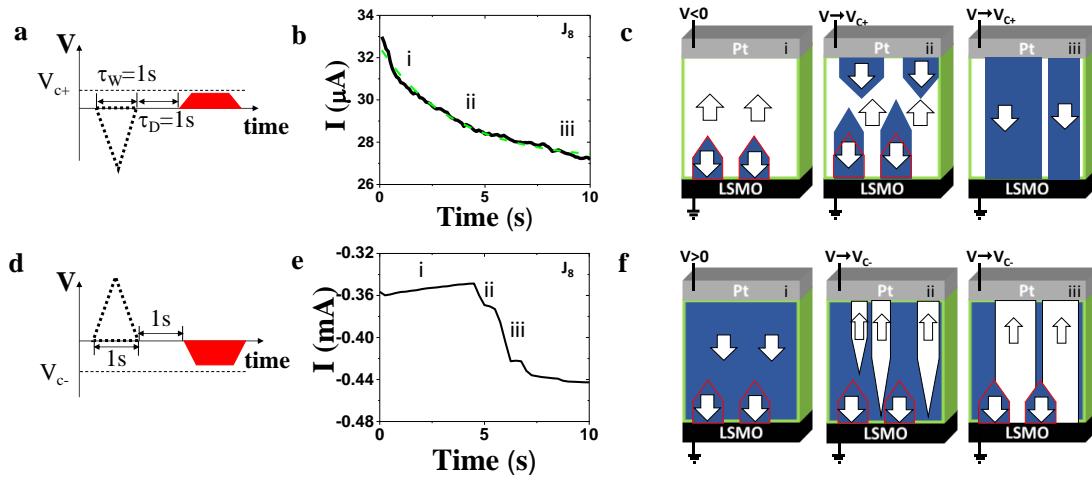 a
V
V_c+
τ_W=1s
τ_D=1s
time
b
I (μA)
34
32
30
28
26
0
5
10
Time (s)
J_8
i
ii
iii
c
V<0
V→V_c+
V→V_c+
Pt
i
Pt
ii
Pt
iii
LSMO
LSMO
LSMO
d
V
V_c-
1s
1s
time
e
I (mA)
-0.32
-0.36
-0.40
-0.44
-0.48
0
5
10
Time (s)
J_8
i
ii
iii
f
V>0
V→V_c-
V→V_c-
Pt
i
Pt
ii
Pt
iii
LSMO
LSMO
LSMO